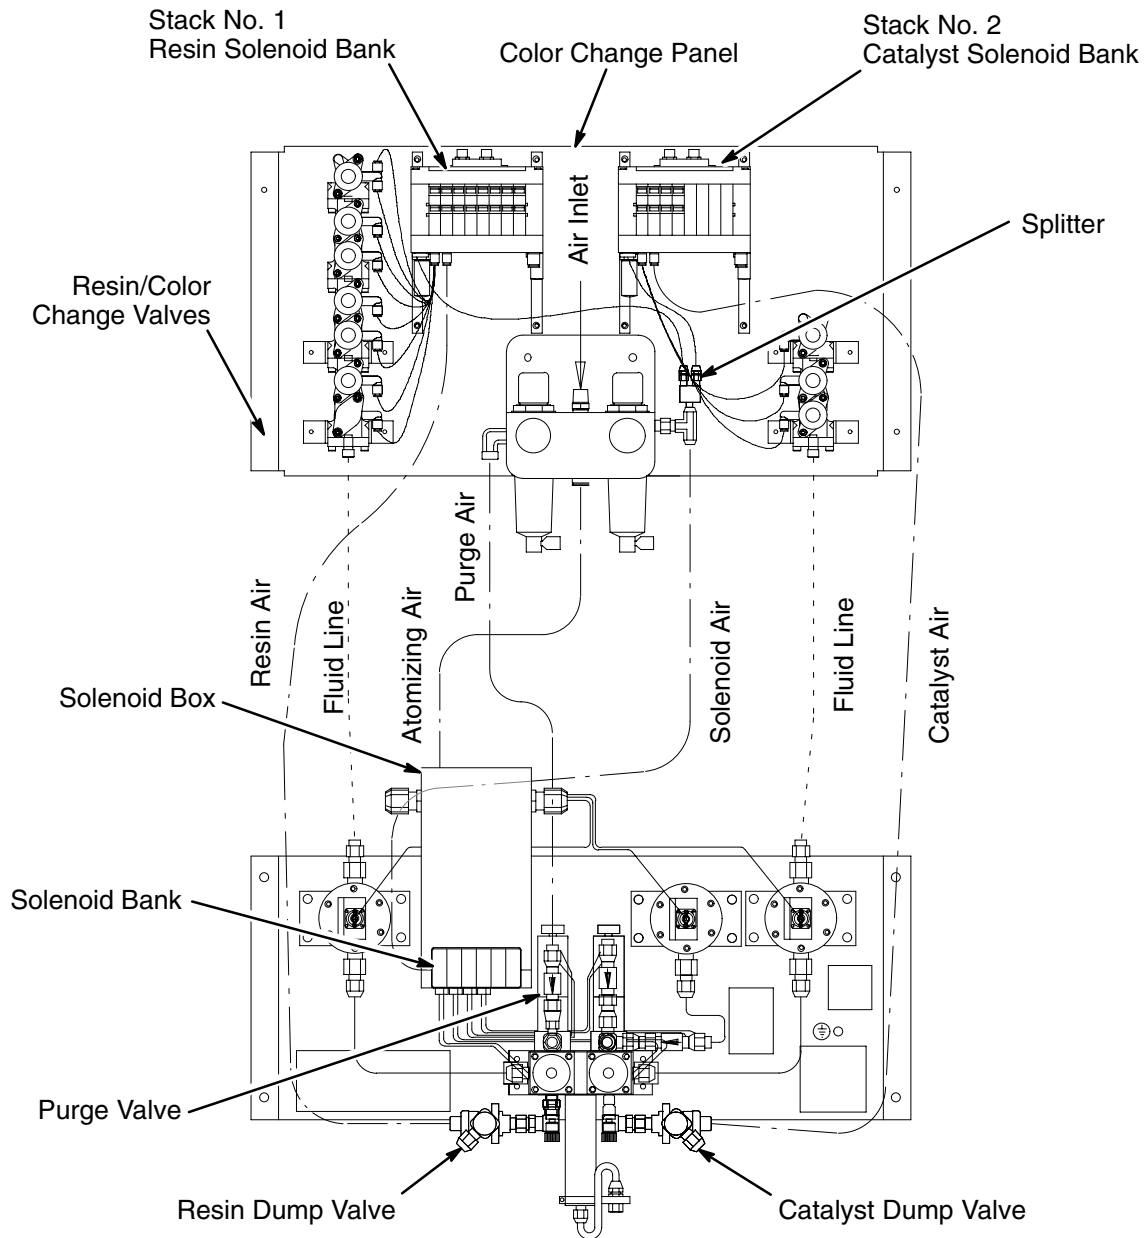 Stack No. 1
Resin Solenoid Bank
Color Change Panel
Stack No. 2
Catalyst Solenoid Bank
Air Inlet
Splitter
Resin/Color
Change Valves
Resin Air
Fluid Line
Atomizing Air
Purge Air
Solenoid Air
Fluid Line
Catalyst Air
Solenoid Box
Solenoid Bank
Purge Valve
Resin Dump Valve
Catalyst Dump Valve